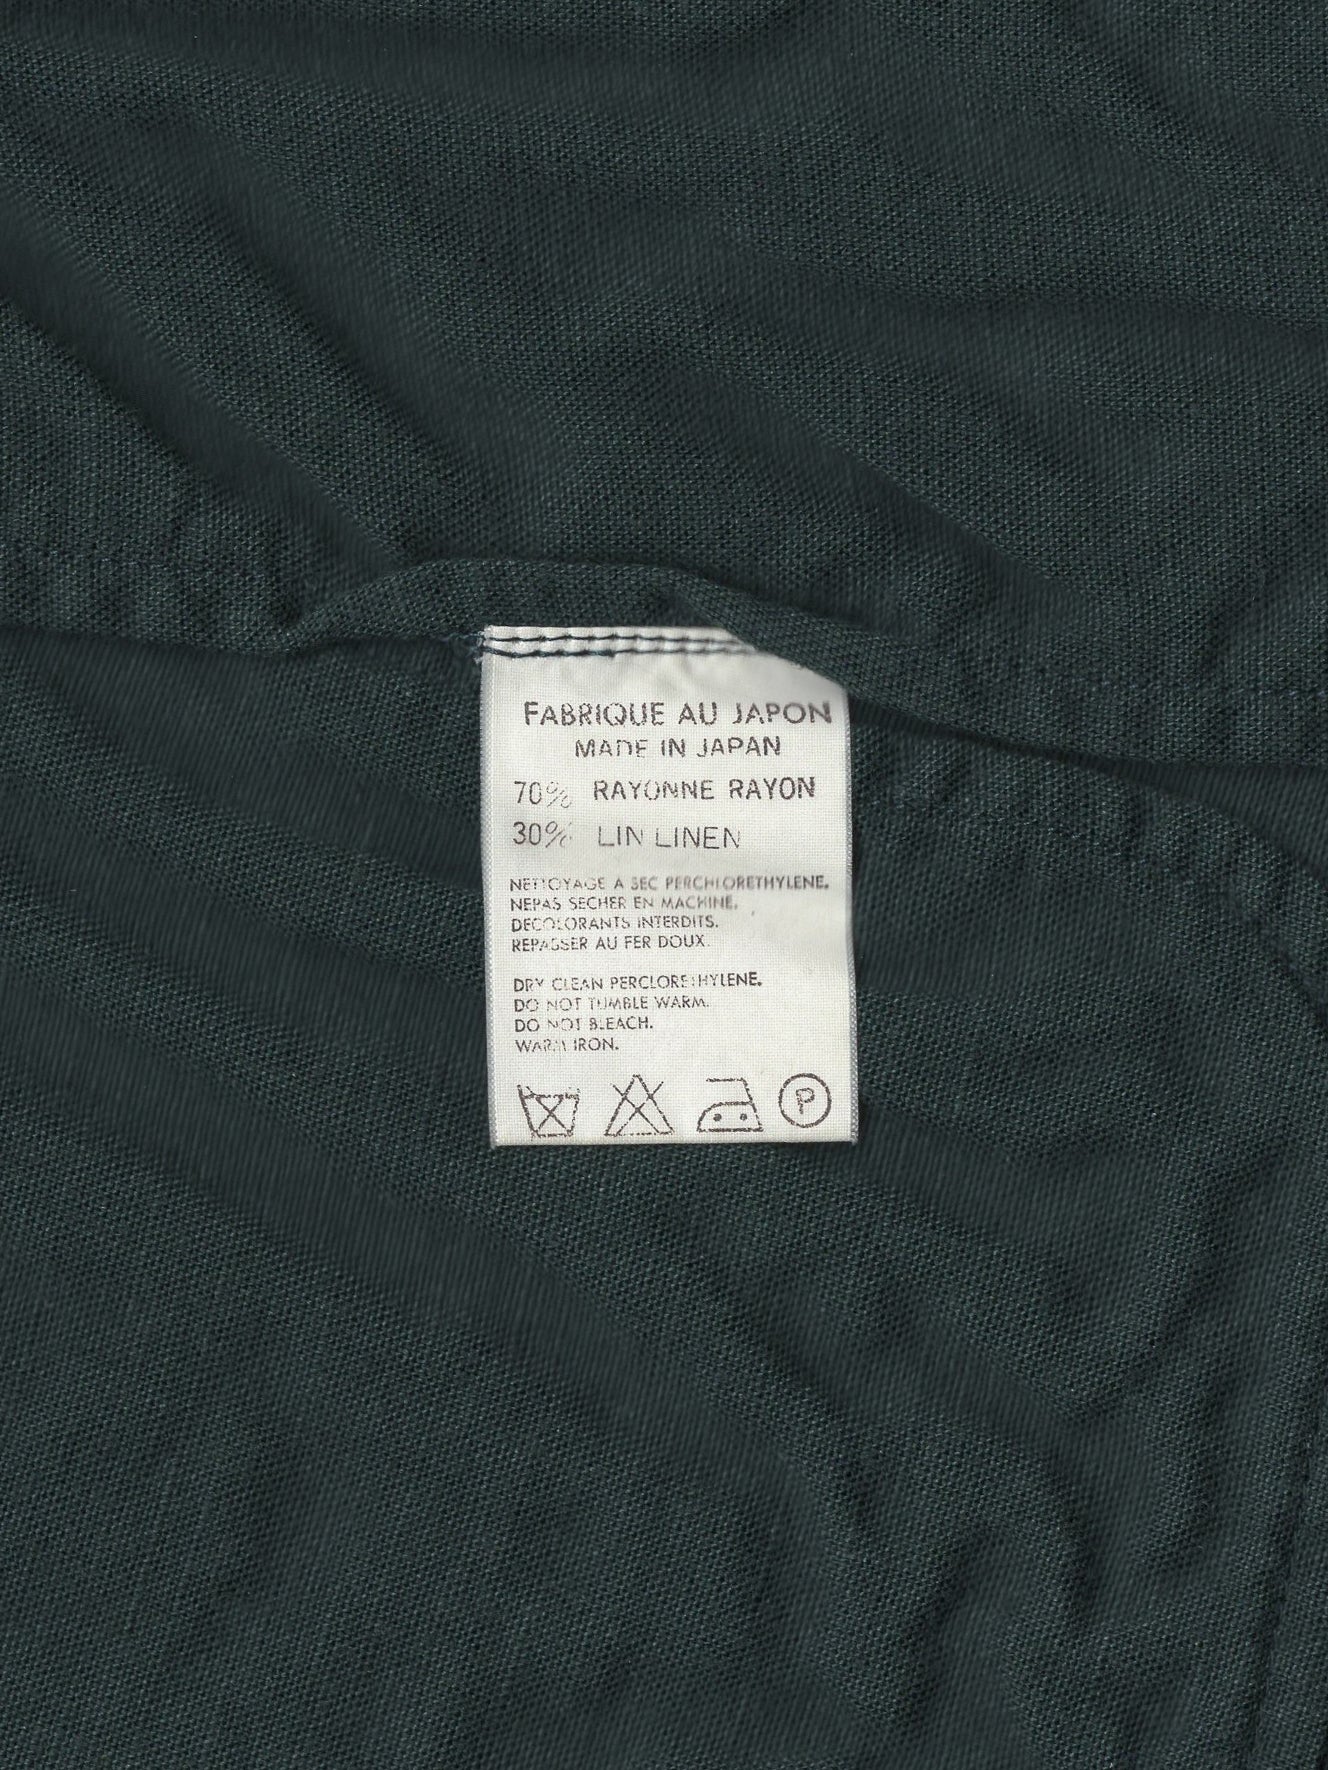 FABRIQUE AU JAPON
MADE IN JAPAN
70% RAYONNE RAYON
30% LIN LINEN
NETTOYAGE A SEC PERCHLORETHYLENE.
NEPAS SECHER EN MACHINE.
DECOLORANTS INTERDITS.
REPASSER AU FER DOUX.
DRY CLEAN PERCLORETHYLENE.
DO NOT TUMBLE WARM.
DO NOT BLEACH.
WARM IRON.
P